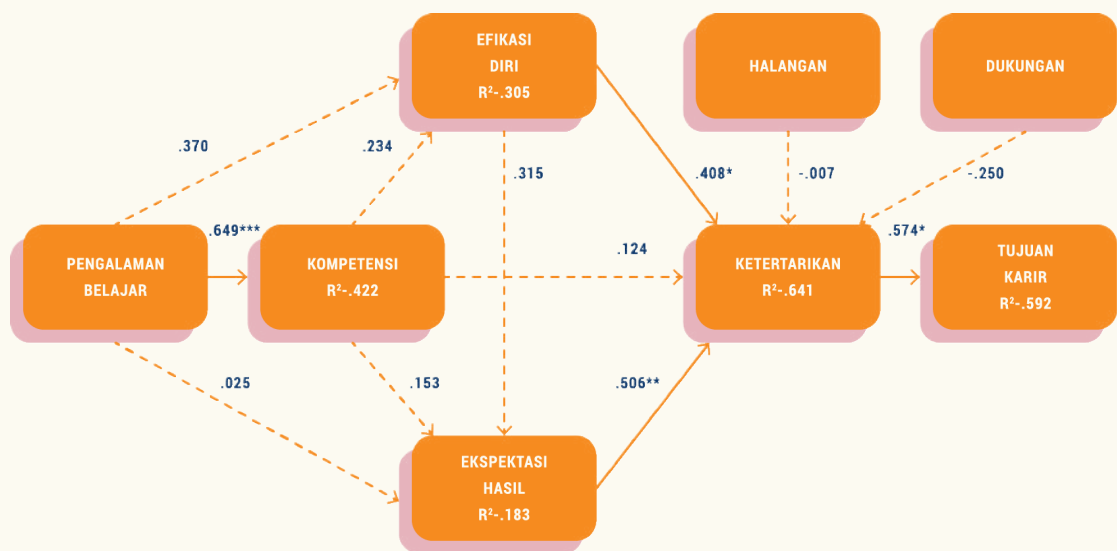 EFIKASI
DIRI
R²-.305
HALANGAN
DUKUNGAN
.370
.234
.315
.408*
-.007
-.250
PENGALAMAN
BELAJAR
.649***
KOMPETENSI
R²-.422
.124
KETERTARIKAN
R²-.641
.574*
TUJUAN
KARIR
R²-.592
.025
.153
.506**
EKSPEKTASI
HASIL
R²-.183